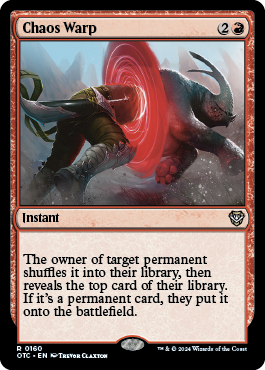 Chaos Warp 2
Instant
The owner of target permanent
shuffles it into their library, then
reveals the top card of their library.
If it's a permanent card, they put it
onto the battlefield.
R 0160
OTC • EN TREVOR CLAXTON
™ & © 2024 Wizards of the Coast